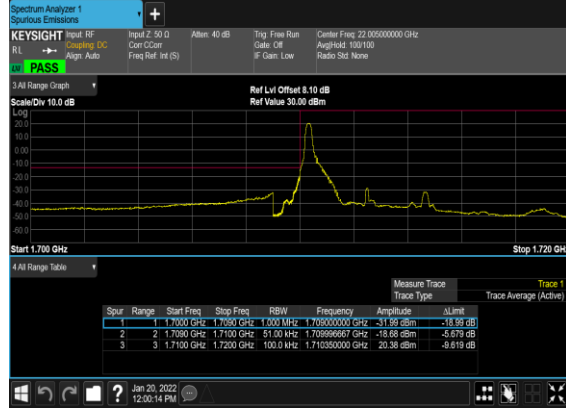 Spectrum Analyzer 1
Spurious Emissions
+
KEYSIGHT Input: RF Input Z: 50 Ω Atten: 40 dB Trig: Free Run Center Freq: 22.005000000 GHz
RL Coupling: DC Corr CCorr Gate: Off Avg|Hold: 100/100
Align: Auto Freq Ref: Int (S) IF Gain: Low Radio Std: None
PASS
3 All Range Graph
Ref Lvl Offset 8.10 dB
Scale/Div 10.0 dB Ref Value 30.00 dBm
Log
20.0
10.0
0.00
-10.0
-20.0
-30.0
-40.0
-50.0
-60.0
Start 1.700 GHz Stop 1.720 GHz
4 All Range Table
Measure Trace Trace 1
Trace Type Trace Average (Active)
Spur Range Start Freq Stop Freq RBW Frequency Amplitude ΔLimit
1 1 1.7000 GHz 1.7090 GHz 1.000 MHz 1.709000000 GHz -31.99 dBm -18.99 dB
2 2 1.7090 GHz 1.7100 GHz 51.00 kHz 1.709996667 GHz -18.68 dBm -5.679 dB
3 3 1.7100 GHz 1.7200 GHz 100.0 kHz 1.710350000 GHz 20.38 dBm -9.619 dB
? Jan 20, 2022
12:00:14 PM